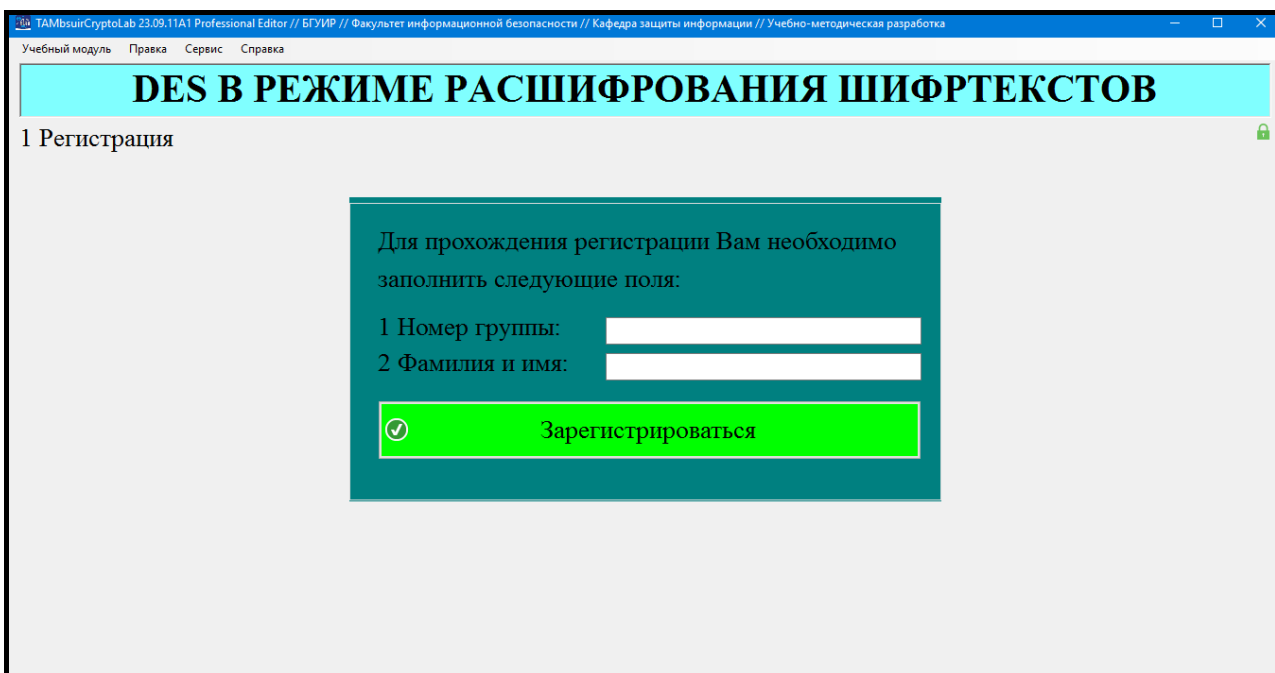 TAMbsuirCryptoLab 23.09.11A1 Professional Editor // БГУИР // Факультет информационной безопасности // Кафедра защиты информации // Учебно-методическая разработка
Учебный модуль Правка Сервис Справка
DES В РЕЖИМЕ РАСШИФРОВАНИЯ ШИФРТЕКСТОВ
1 Регистрация
Для прохождения регистрации Вам необходимо
заполнить следующие поля:
1 Номер группы:
2 Фамилия и имя:
Зарегистрироваться